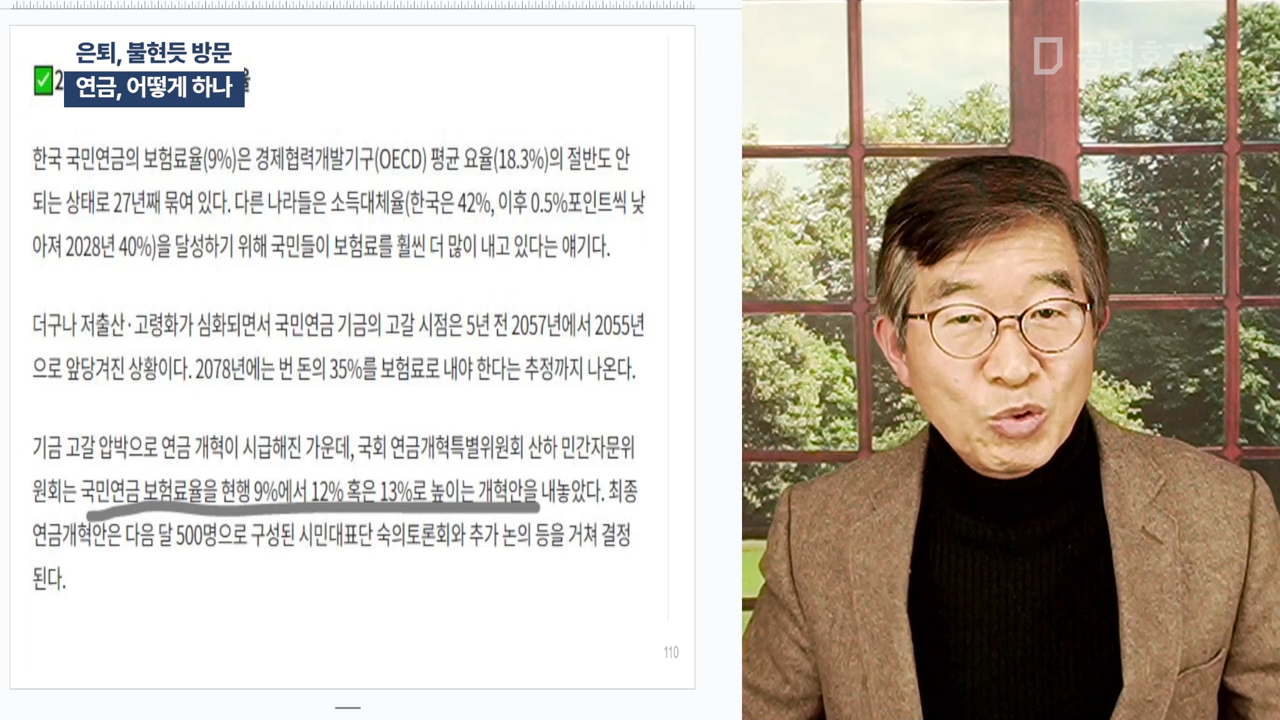 은퇴, 불현듯 방문
연금, 어떻게 하나
공병호TV
한국 국민연금의 보험료율(9%)은 경제협력개발기구(OECD) 평균 요율(18.3%)의 절반도 안
되는 상태로 27년째 묶여 있다. 다른 나라들은 소득대체율(한국은 42%, 이후 0.5%포인트씩 낮
아져 2028년 40%)을 달성하기 위해 국민들이 보험료를 훨씬 더 많이 내고 있다는 얘기다.
더구나 저출산·고령화가 심화되면서 국민연금 기금의 고갈 시점은 5년 전 2057년에서 2055년
으로 앞당겨진 상황이다. 2078년에는 번 돈의 35%를 보험료로 내야 한다는 추정까지 나온다.
기금 고갈 압박으로 연금 개혁이 시급해진 가운데, 국회 연금개혁특별위원회 산하 민간자문위
원회는 국민연금 보험료율을 현행 9%에서 12% 혹은 13%로 높이는 개혁안을 내놓았다. 최종
연금개혁안은 다음 달 500명으로 구성된 시민대표단 숙의토론회와 추가 논의 등을 거쳐 결정
된다.
110